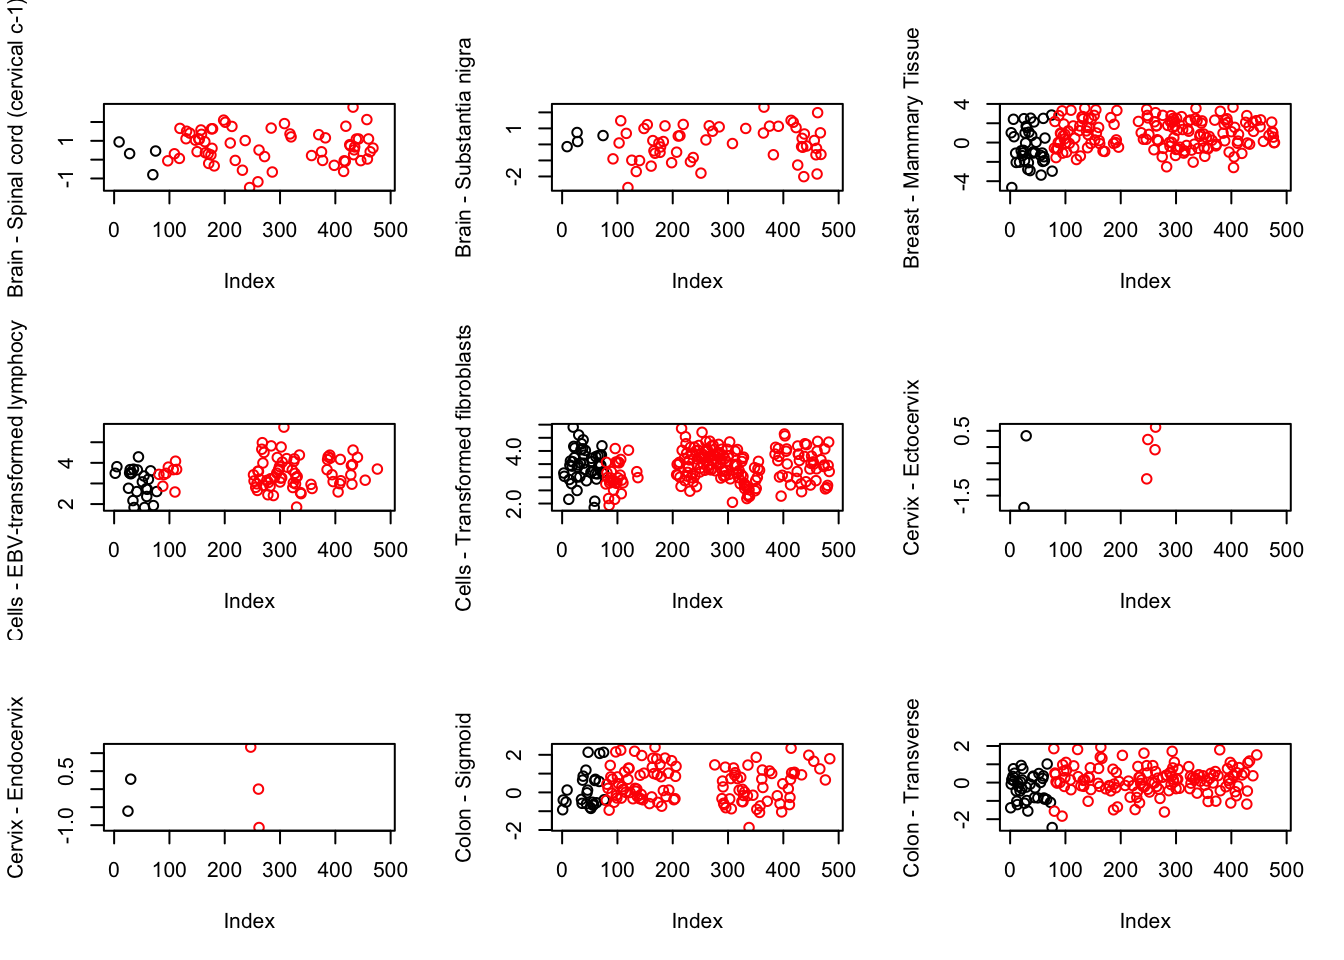 Brain - Spinal cord (cervical c-1)
-1 1
0 100 200 300 400 500
Index
Brain - Substantia nigra
-2 1
0 100 200 300 400 500
Index
Breast - Mammary Tissue
-4 0 4
0 100 200 300 400 500
Index
Cells - EBV-transformed lymphocy
2 4
0 100 200 300 400 500
Index
Cells - Transformed fibroblasts
2.0 4.0
0 100 200 300 400 500
Index
Cervix - Ectocervix
-1.5 0.5
0 100 200 300 400 500
Index
Cervix - Endocervix
-1.0 0.5
0 100 200 300 400 500
Index
Colon - Sigmoid
-2 0 2
0 100 200 300 400 500
Index
Colon - Transverse
-2 0 2
0 100 200 300 400 500
Index